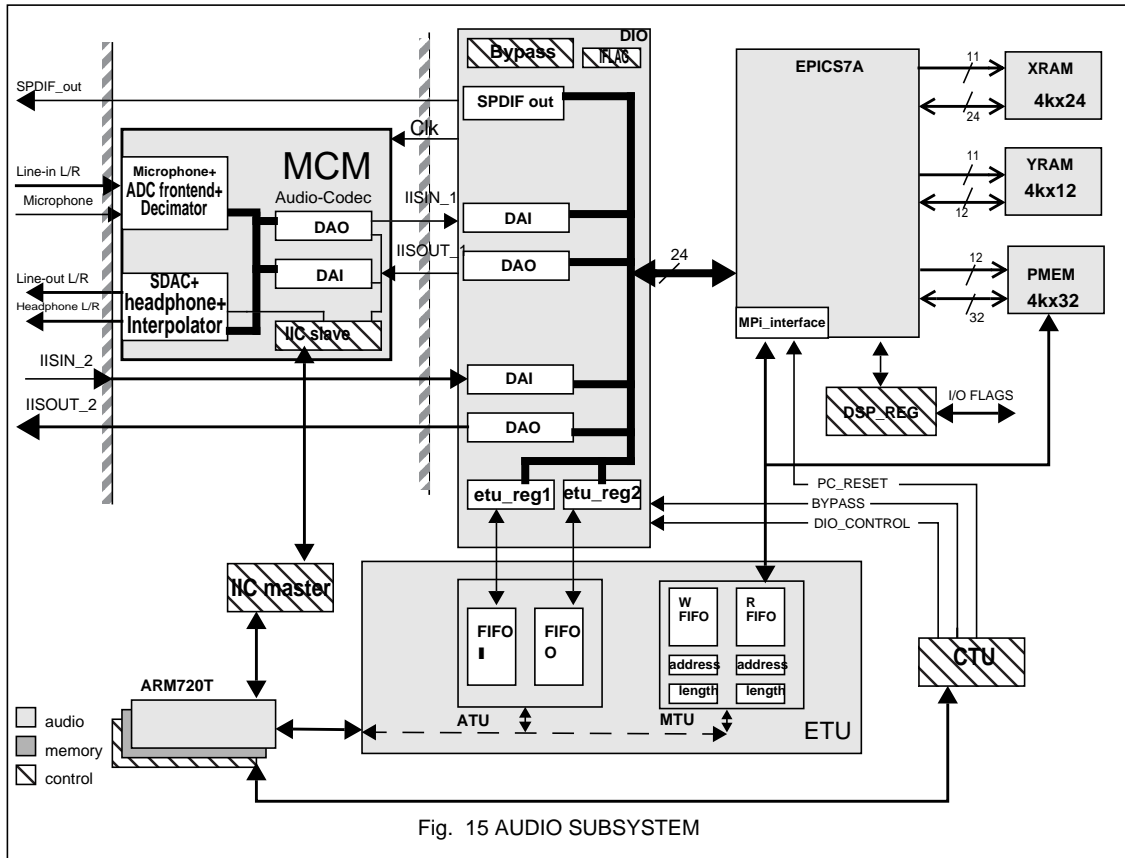 DIO
Bypass
IFLAG
SPDIF_out
SPDIF out
Clk
EPICS7A
11
24
XRAM
4kx24
11
12
YRAM
4kx12
12
32
PMEM
4kx32
MCM
Audio-Codec
Line-in L/R
Microphone
Microphone+
ADC frontend+
Decimator
DAO
DAI
IISIN_1
IISOUT_1
DAI
DAO
24
Line-out L/R
Headphone L/R
SDAC+
headphone+
Interpolator
IIC slave
MPi_interface
IISIN_2
IISOUT_2
DAI
DAO
DSP_REG
I/O FLAGS
etu_reg1
etu_reg2
PC_RESET
BYPASS
DIO_CONTROL
IIC master
FIFO
I
FIFO
O
W
FIFO
R
FIFO
address
address
length
length
CTU
ARM720T
ATU
MTU
ETU
audio
memory
control
Fig. 15 AUDIO SUBSYSTEM